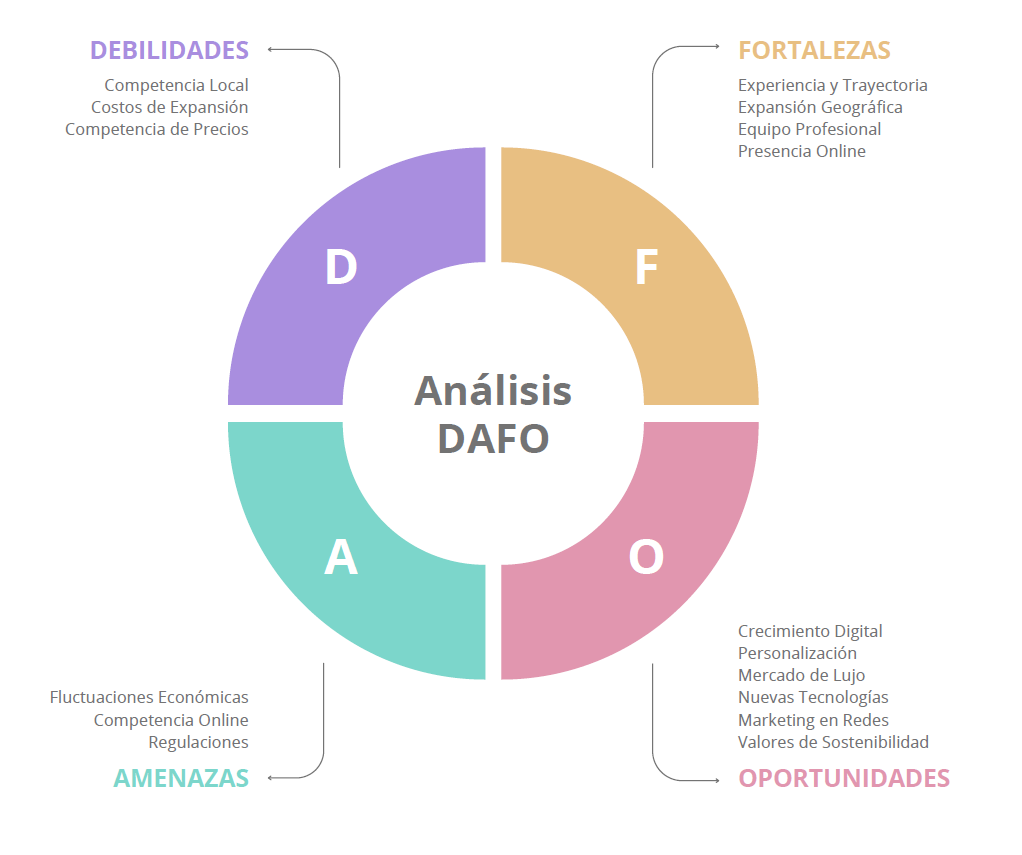 DEBILIDADES
Competencia Local
Costos de Expansión
Competencia de Precios
FORTALEZAS
Experiencia y Trayectoria
Expansión Geográfica
Equipo Profesional
Presencia Online
D
F
Análisis
DAFO
A
O
Fluctuaciones Económicas
Competencia Online
Regulaciones
AMENAZAS
Crecimiento Digital
Personalización
Mercado de Lujo
Nuevas Tecnologías
Marketing en Redes
Valores de Sostenibilidad
OPORTUNIDADES